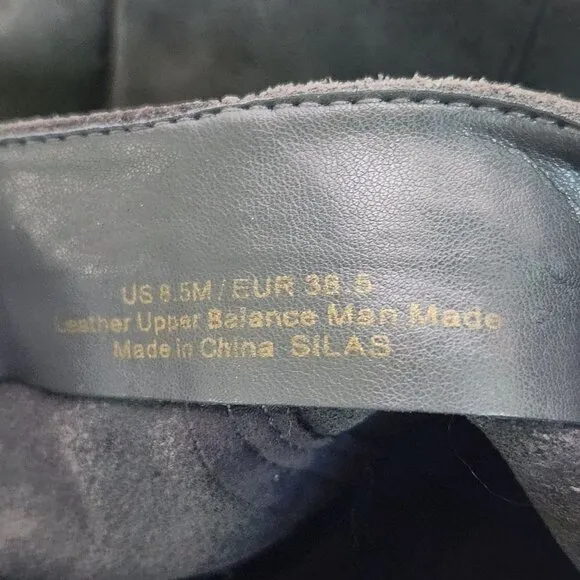 US 8.5M / EUR 38.5
Leather Upper Balance Man Made
Made in China SILAS